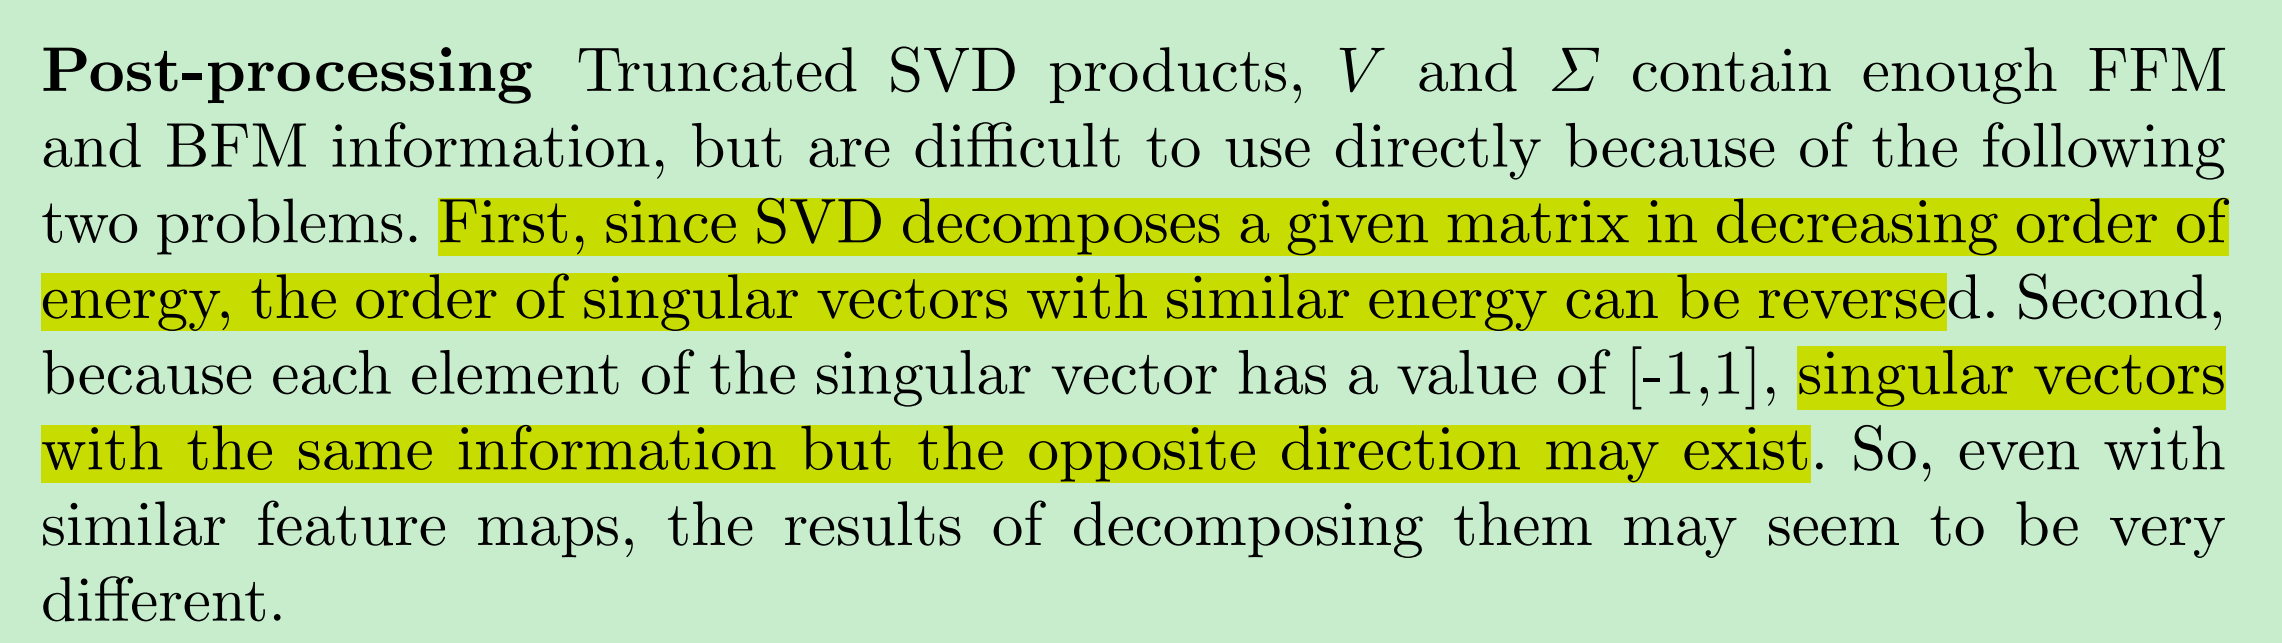 Post-processing Truncated SVD products, V and Σ contain enough FFM
and BFM information, but are difficult to use directly because of the following
two problems. First, since SVD decomposes a given matrix in decreasing order of
energy, the order of singular vectors with similar energy can be reversed. Second,
because each element of the singular vector has a value of [-1,1], singular vectors
with the same information but the opposite direction may exist. So, even with
similar feature maps, the results of decomposing them may seem to be very
different.